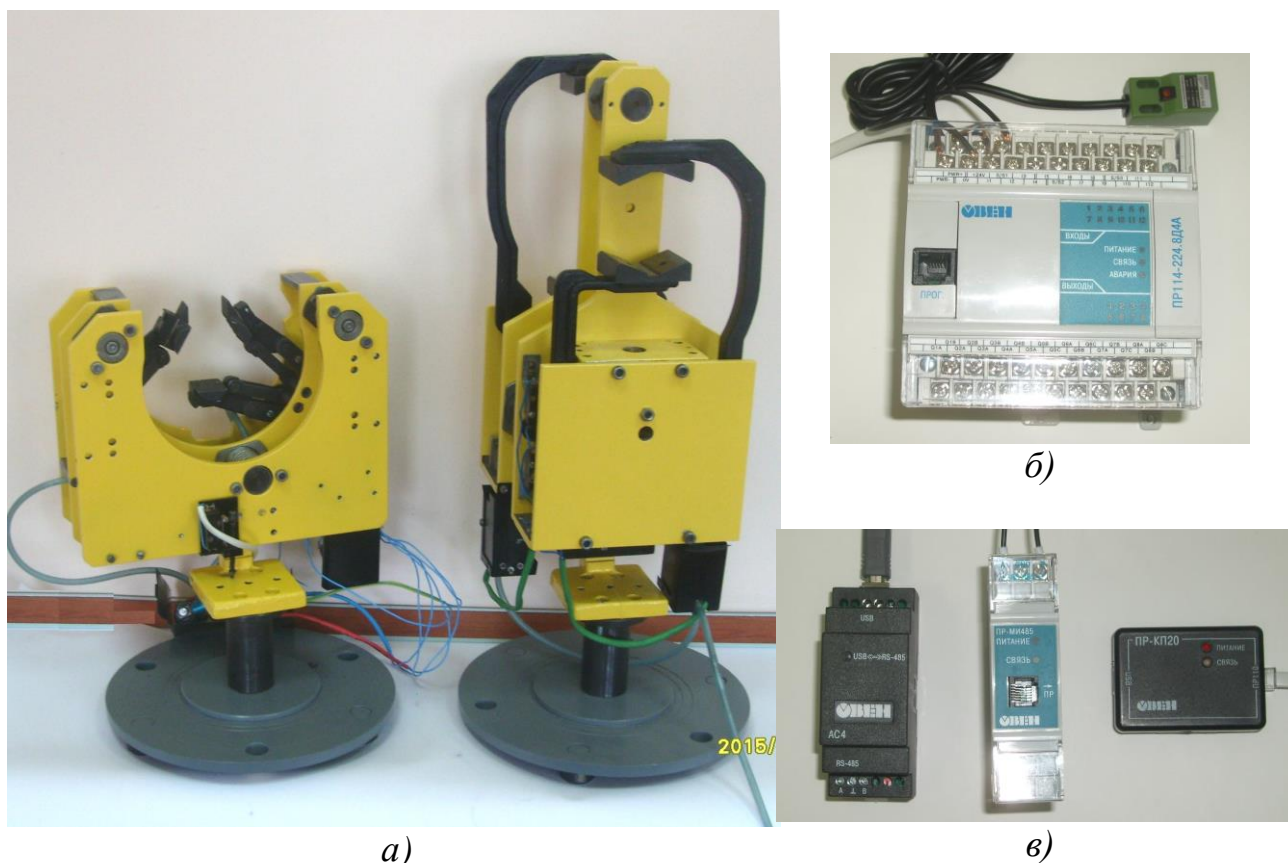 2015/
а)
ОВЕН
ПРОГ
ВХОДЫ
ПИТАНИЕ
СВЯЗЬ
АВАРИЯ
ВЫХОДЫ
ПР114-224.8Д4А
б)
USB
USB<=>RS-485
ОВЕН
АС4
RS-485
A ⊥ B
ПР-МИ485
ПИТАНИЕ
СВЯЗЬ
ПР
ОВЕН
ПР-КП20
ПИТАНИЕ
СВЯЗЬ
ОВЕН
в)